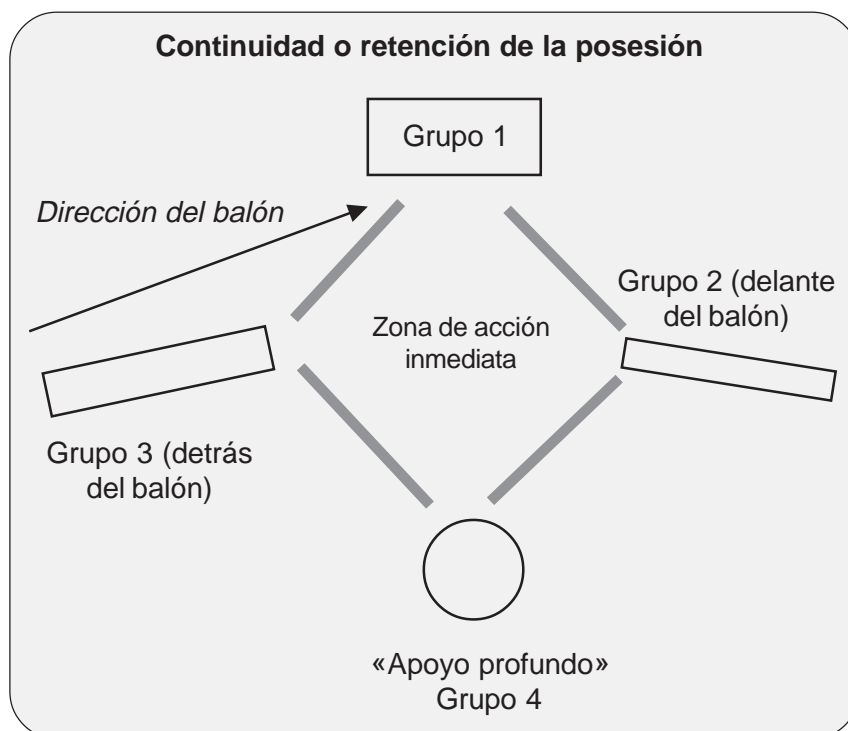 Continuidad o retención de la posesión
Grupo 1
Dirección del balón
Grupo 2 (delante
del balón)
Zona de acción
inmediata
Grupo 3 (detrás
del balón)
«Apoyo profundo»
Grupo 4